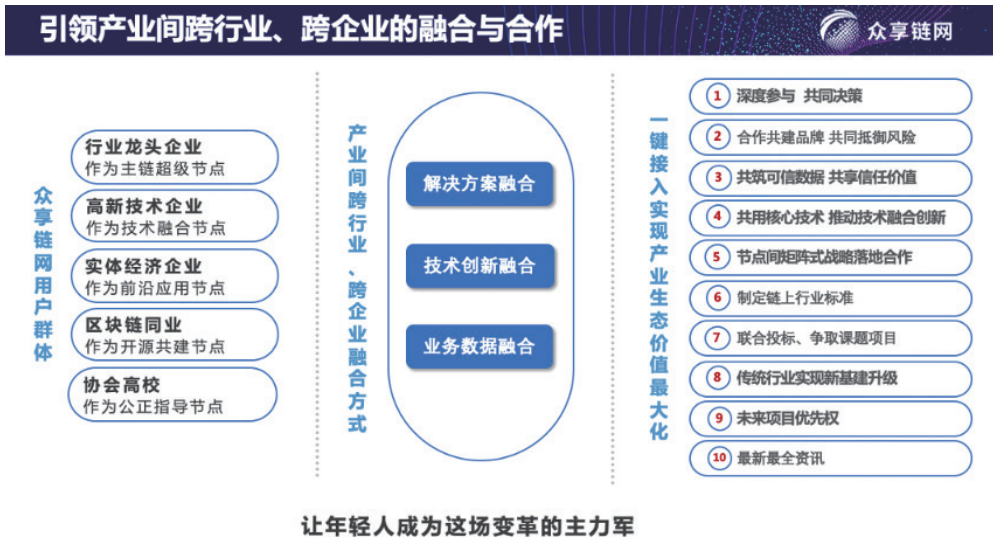 引领产业间跨行业、跨企业的融合与合作
众享链网
众享链网用户群体
行业龙头企业
作为主链超级节点
高新技术企业
作为技术融合节点
实体经济企业
作为前沿应用节点
区块链同业
作为开源共建节点
协会高校
作为公正指导节点
产业间跨行业、跨企业融合方式
解决方案融合
技术创新融合
业务数据融合
一键接入实现产业生态价值最大化
1 深度参与 共同决策
2 合作共建品牌 共同抵御风险
3 共筑可信数据 共享信任价值
4 共用核心技术 推动技术融合创新
5 节点间矩阵式战略落地合作
6 制定链上行业标准
7 联合投标、争取课题项目
8 传统行业实现新基建升级
9 未来项目优先权
10 最新最全资讯
让年轻人成为这场变革的主力军